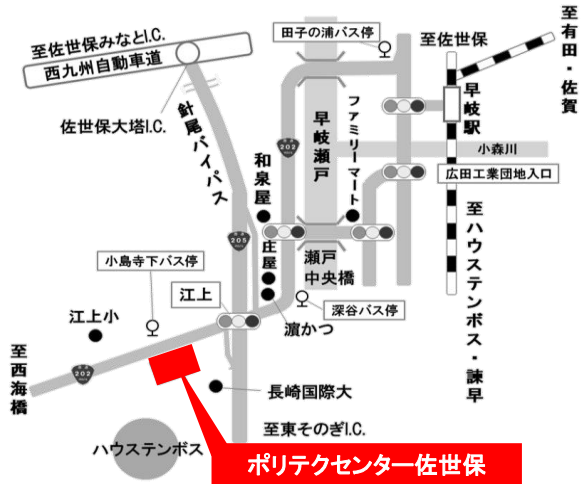 田子の浦バス停
至佐世保
至有田・佐賀
至佐世保みなとI.C.
西九州自動車道
佐世保大塔I.C.
針尾バイパス
早岐瀬戸
ファミリーマート
早岐駅
小森川
202
広田工業団地入口
和泉屋
至ハウステンボス・諫早
205
庄屋
瀬戸
中央橋
小島寺下バス停
江上
深谷バス停
濵かつ
江上小
至西海橋
202
長崎国際大
至東そのぎI.C.
ハウステンボス
ポリテクセンター佐世保